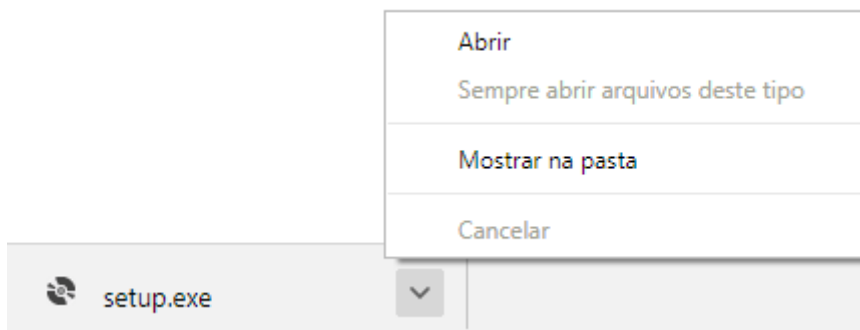 Abrir
Sempre abrir arquivos deste tipo
Mostrar na pasta
Cancelar
setup.exe